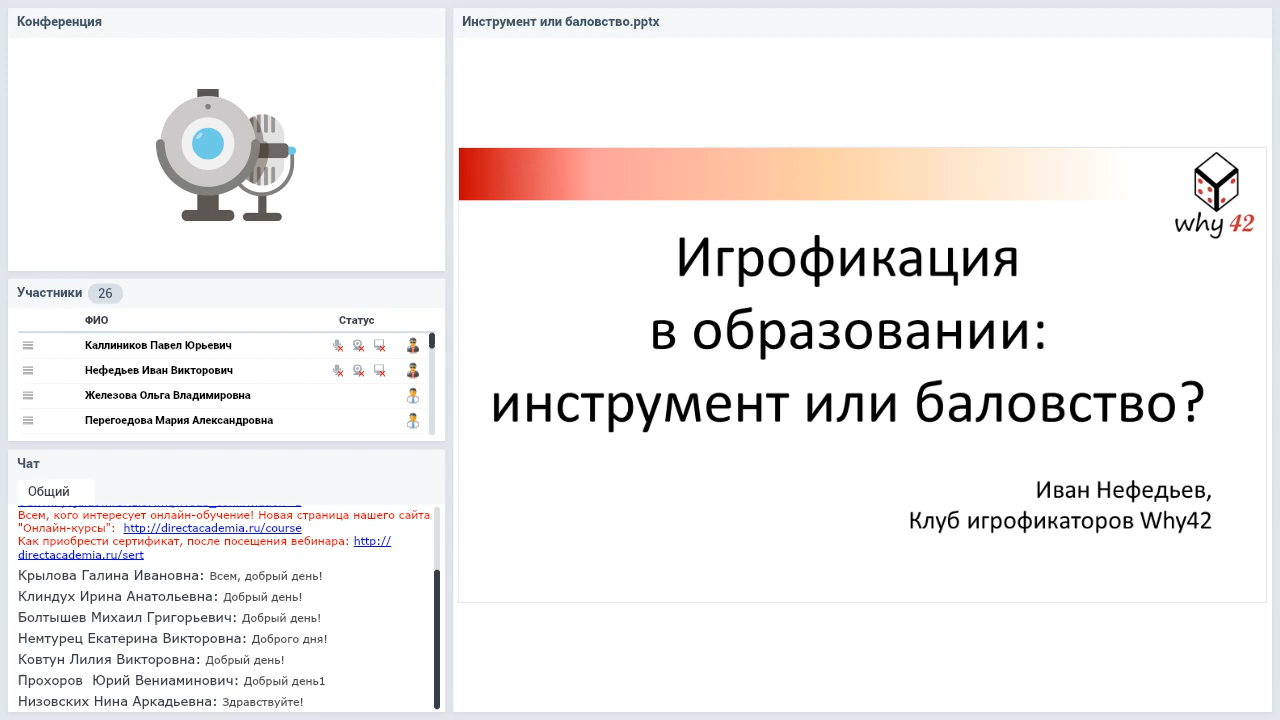 Конференция
Участники 26
ФИО Статус
Каллиников Павел Юрьевич
Нефедьев Иван Викторович
Железова Ольга Владимировна
Перегоедова Мария Александровна
Чат
Общий
Всем, кого интересует онлайн-обучение! Новая страница нашего сайта
"Онлайн-курсы": http://directacademia.ru/course
Как приобрести сертификат, после посещения вебинара: http://
directacademia.ru/sert
Крылова Галина Ивановна: Всем, добрый день!
Клиндух Ирина Анатольевна: Добрый день!
Болтышев Михаил Григорьевич: Добрый день!
Немтурец Екатерина Викторовна: Доброго дня!
Ковтун Лилия Викторовна: Добрый день!
Прохоров Юрий Вениаминович: Добрый день1
Низовских Нина Аркадьевна: Здравствуйте!
Инструмент или баловство.pptx
why 42
Игрофикация
в образовании:
инструмент или баловство?
Иван Нефедьев,
Клуб игрофикаторов Why42